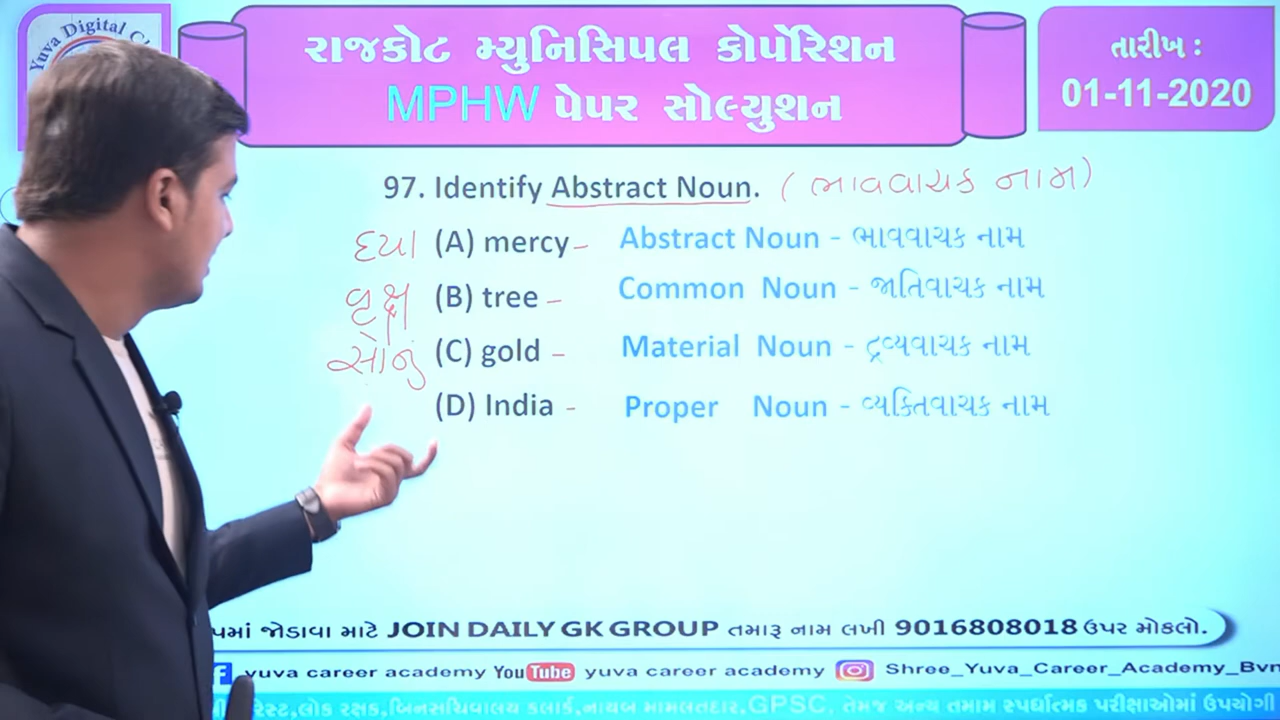 Yuva Digital Cl
રાજકોટ મ્યુનિસિપલ કોર્પોરેશન
MPHW પેપર સોલ્યુશન
તારીખ :
01-11-2020
97. Identify Abstract Noun. ( ભાવવાચક નામ)
દયા (A) mercy - Abstract Noun - ભાવવાચક નામ
વૃક્ષ (B) tree - Common Noun - જાતિવાચક નામ
સોનું (C) gold - Material Noun - દ્રવ્યવાચક નામ
(D) India - Proper Noun - વ્યક્તિવાચક નામ
પમાં જોડાવા માટે JOIN DAILY GK GROUP તમારૂ નામ લખી 9016808018 ઉપર મોકલો.
yuva career academy YouTube yuva career academy Shree_Yuva_Career_Academy_Bvn
રેસ્ટ,લોક રક્ષક,બિનસચિવાલય કલાર્ક,નાયબ મામલતદાર,GPSC, તેમજ અન્ય તમામ સ્પર્ધાત્મક પરીક્ષાઓમાં ઉપયોગી